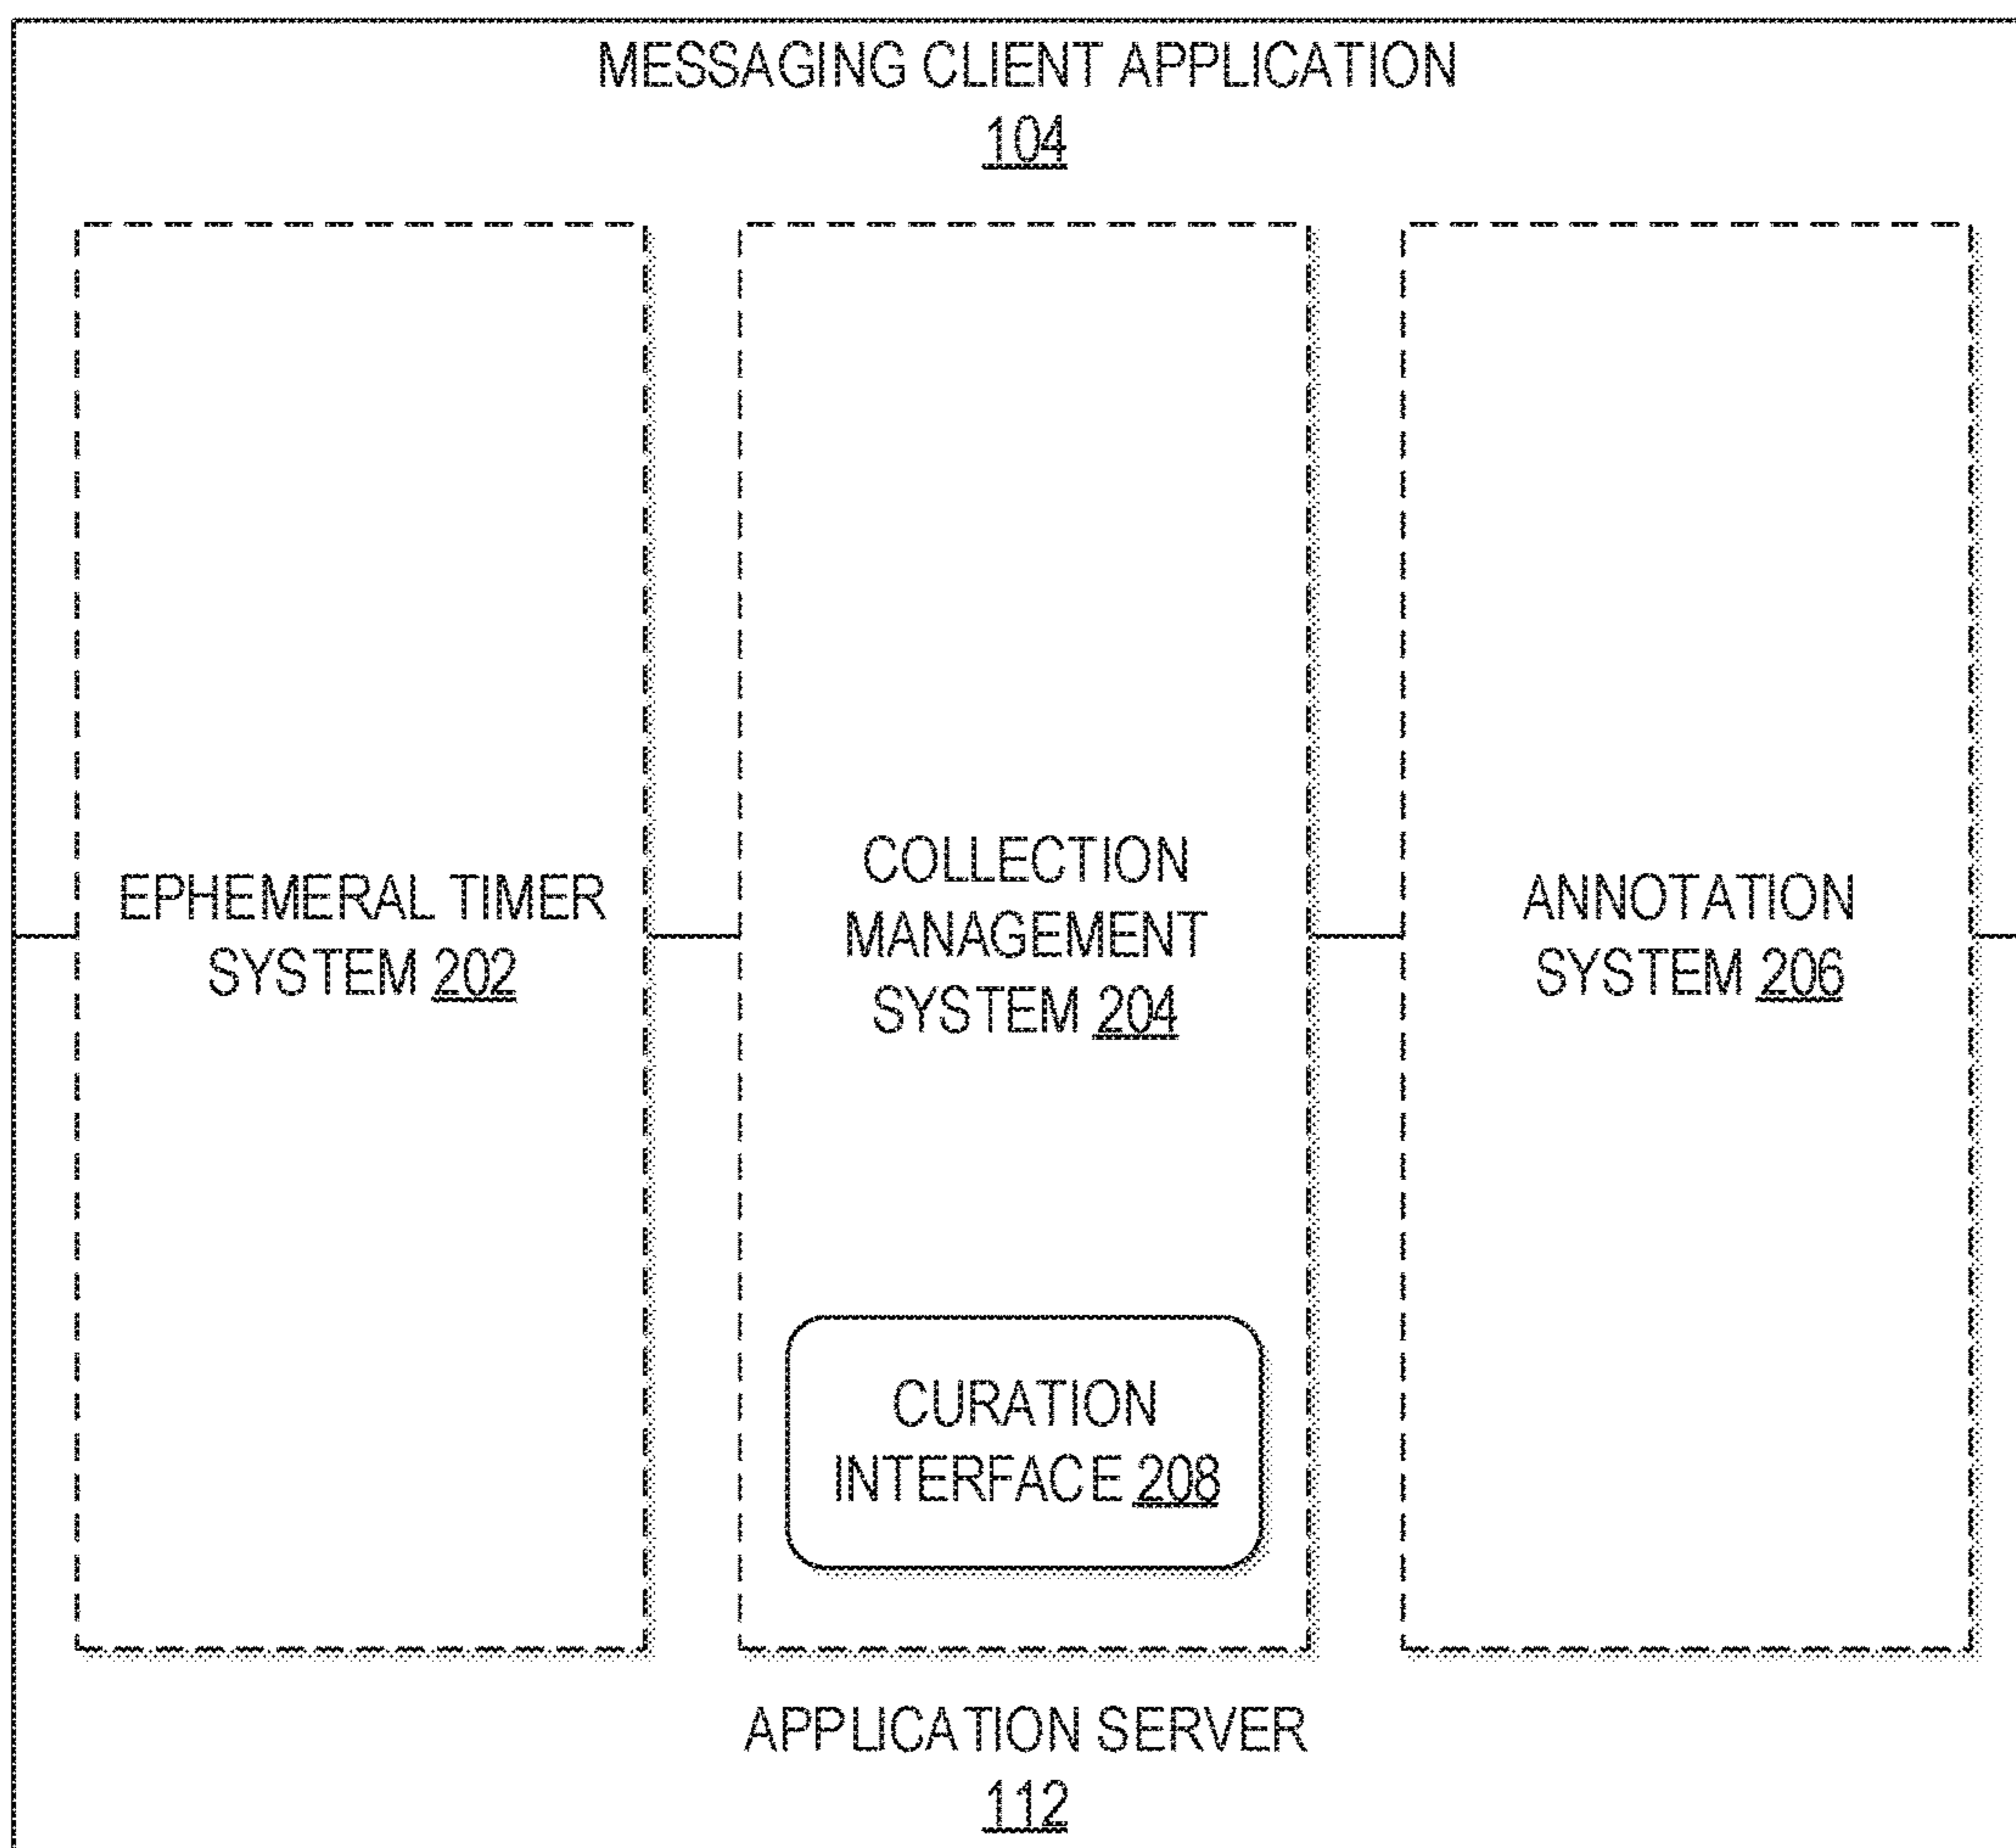 MESSAGING CLIENT APPLICATION
104
EPHEMERAL TIMER
SYSTEM 202
COLLECTION
MANAGEMENT
SYSTEM 204
ANNOTATION
SYSTEM 206
CURATION
INTERFACE 208
APPLICATION SERVER
112